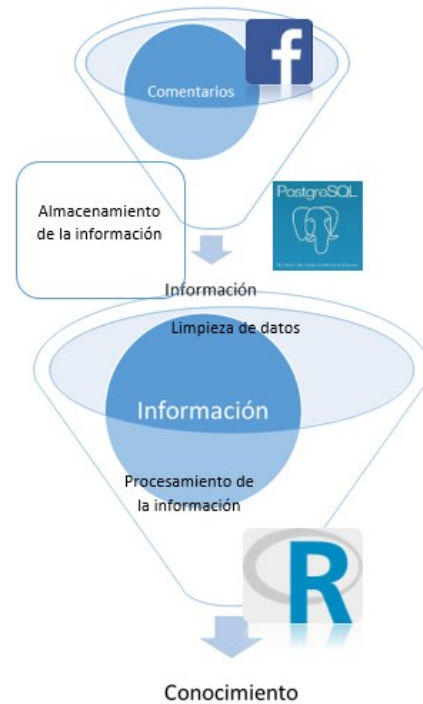 Comentarios
f
PostgreSQL
Almacenamiento
de la información
Información
Limpieza de datos
Información
Procesamiento de
la información
R
Conocimiento